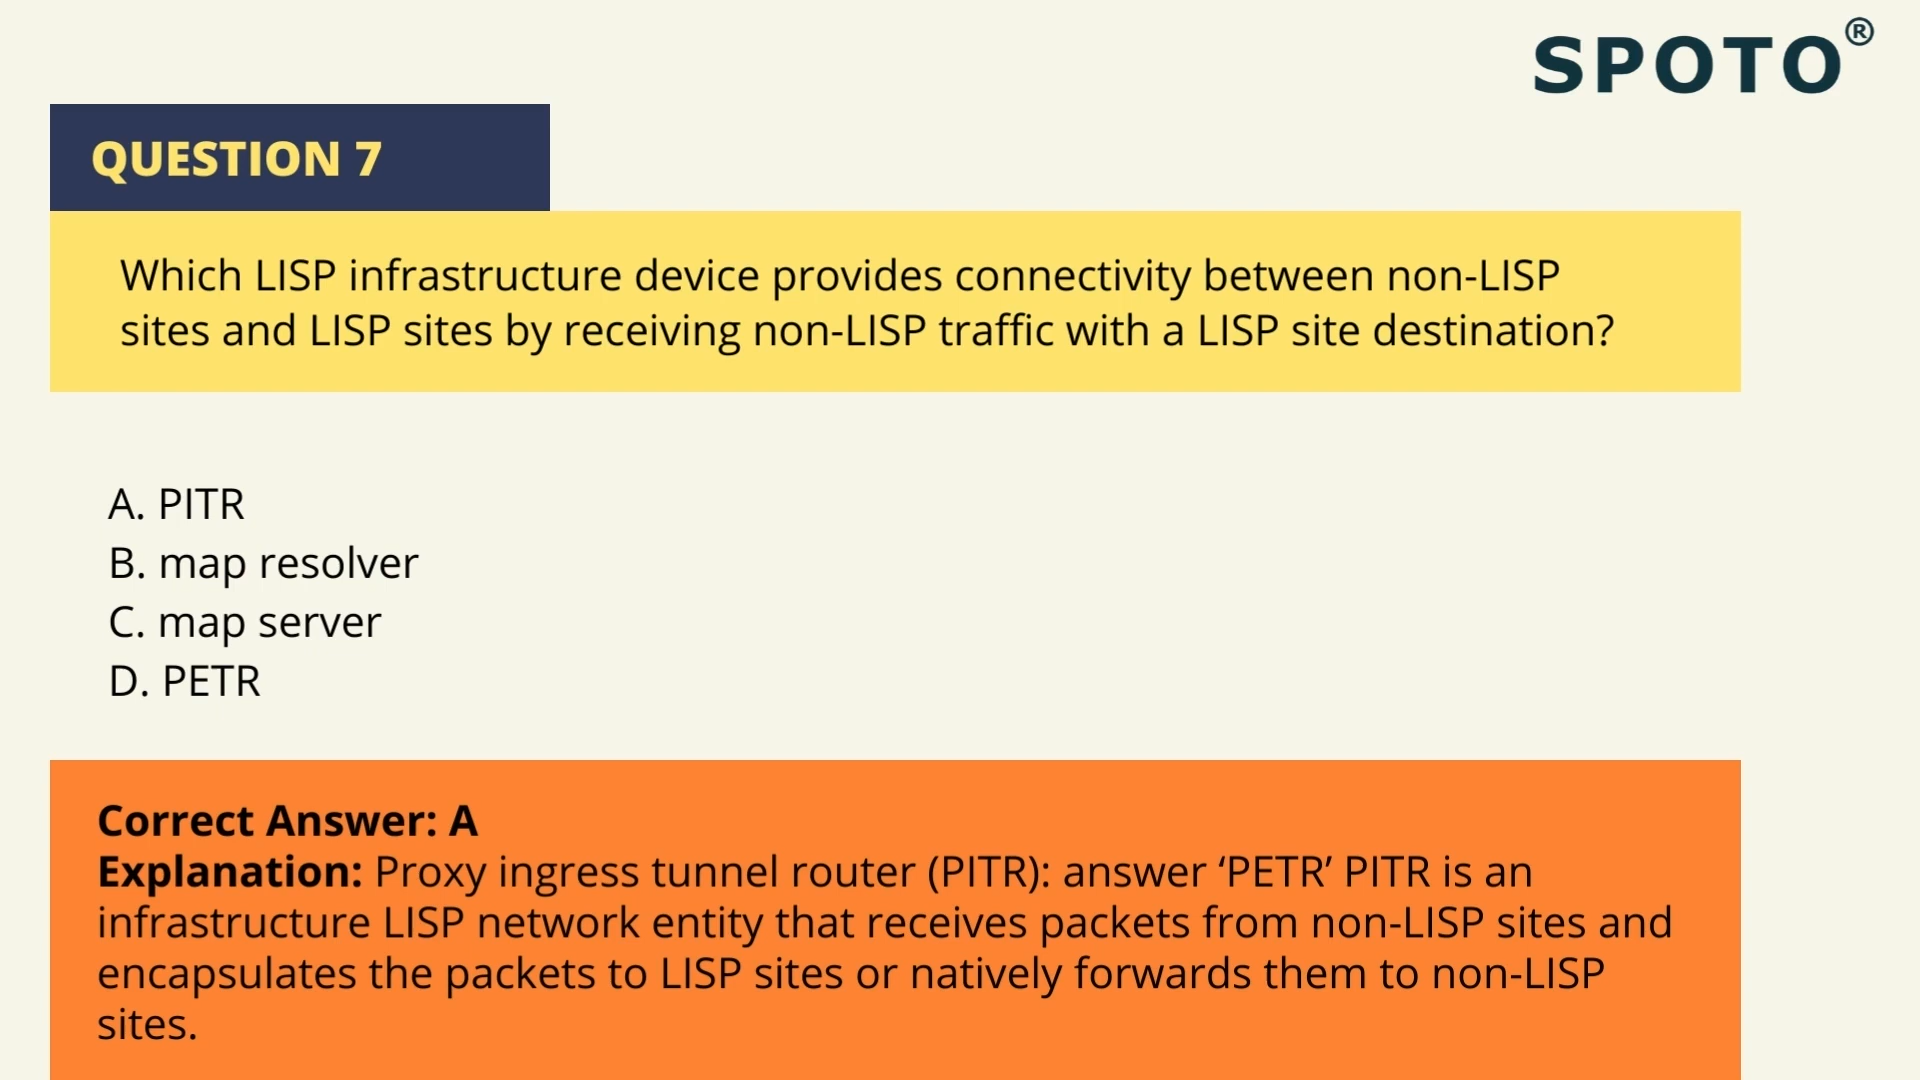 SPOTO®
QUESTION 7
Which LISP infrastructure device provides connectivity between non-LISP
sites and LISP sites by receiving non-LISP traffic with a LISP site destination?
A. PITR
B. map resolver
C. map server
D. PETR
Correct Answer: A
Explanation: Proxy ingress tunnel router (PITR): answer ‘PETR’ PITR is an
infrastructure LISP network entity that receives packets from non-LISP sites and
encapsulates the packets to LISP sites or natively forwards them to non-LISP
sites.